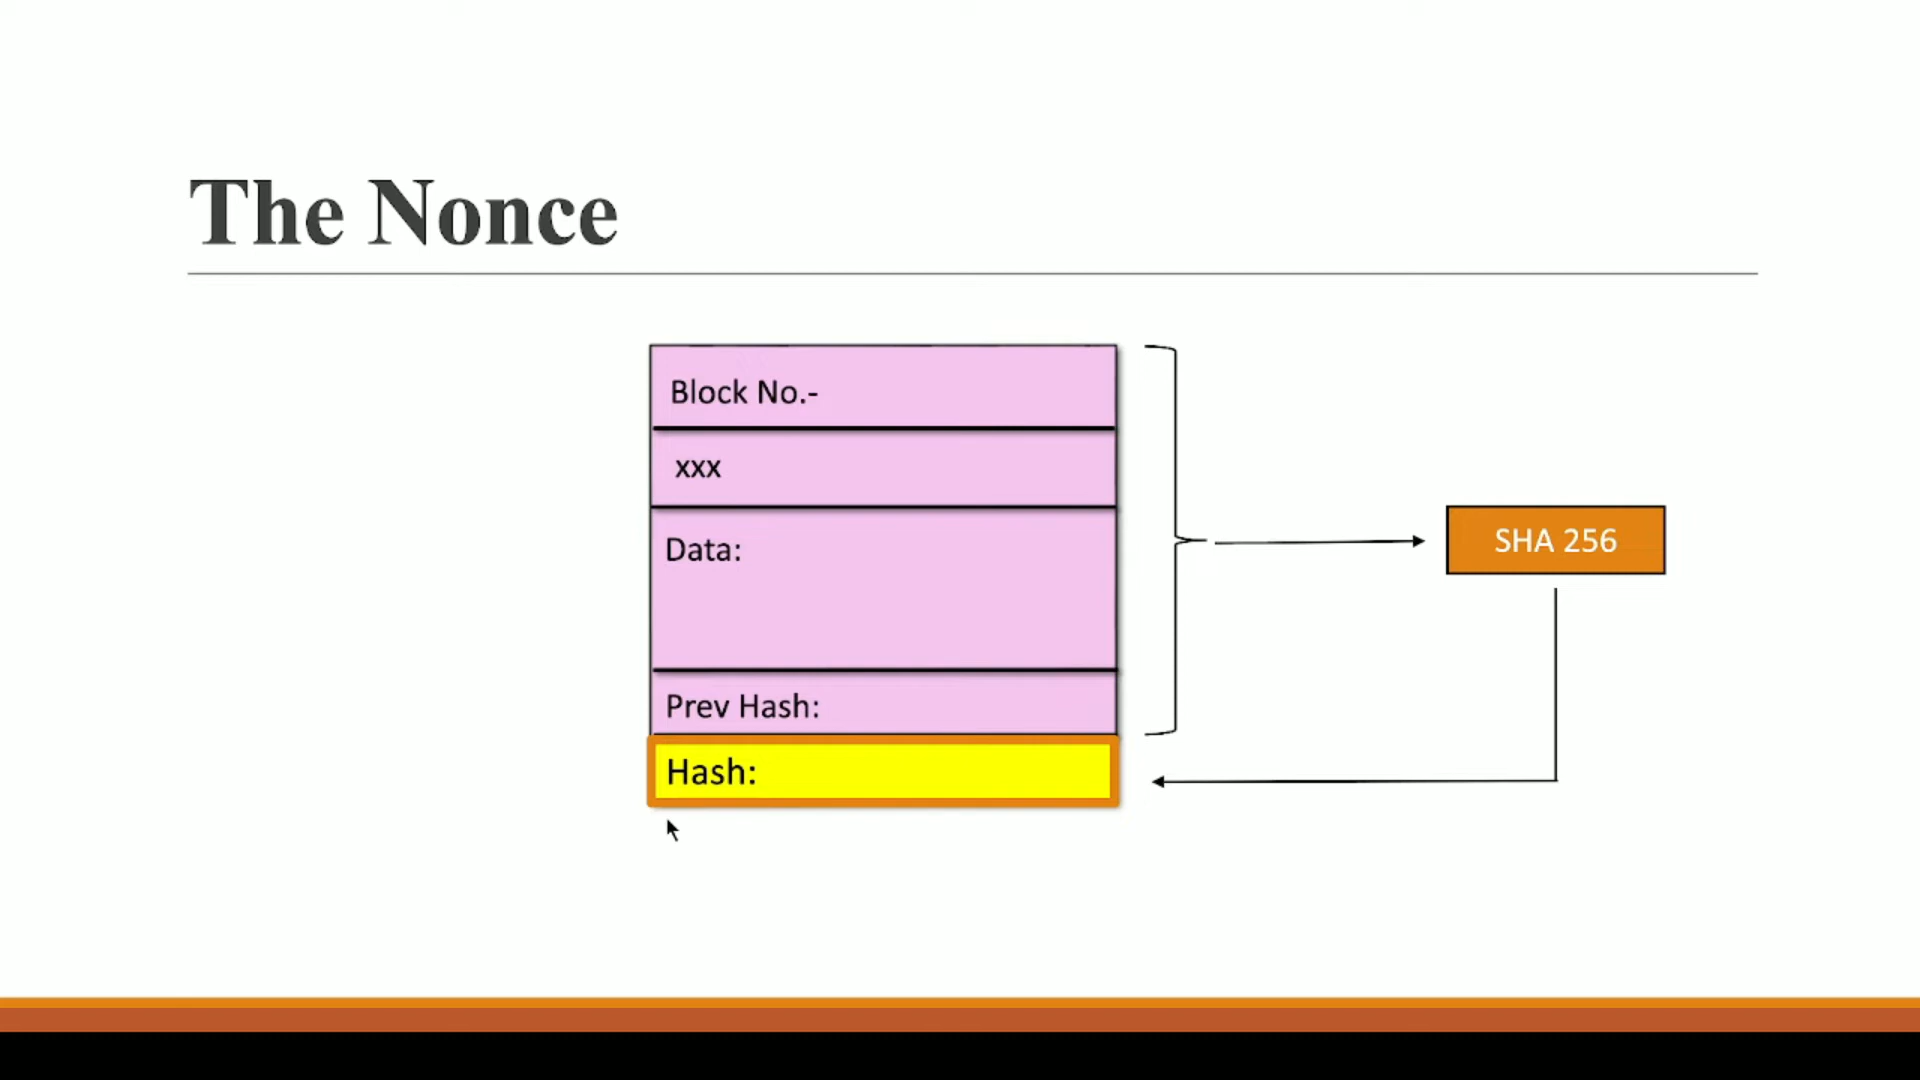 The Nonce
Block No.-
xxx
Data:
Prev Hash:
Hash:
SHA 256